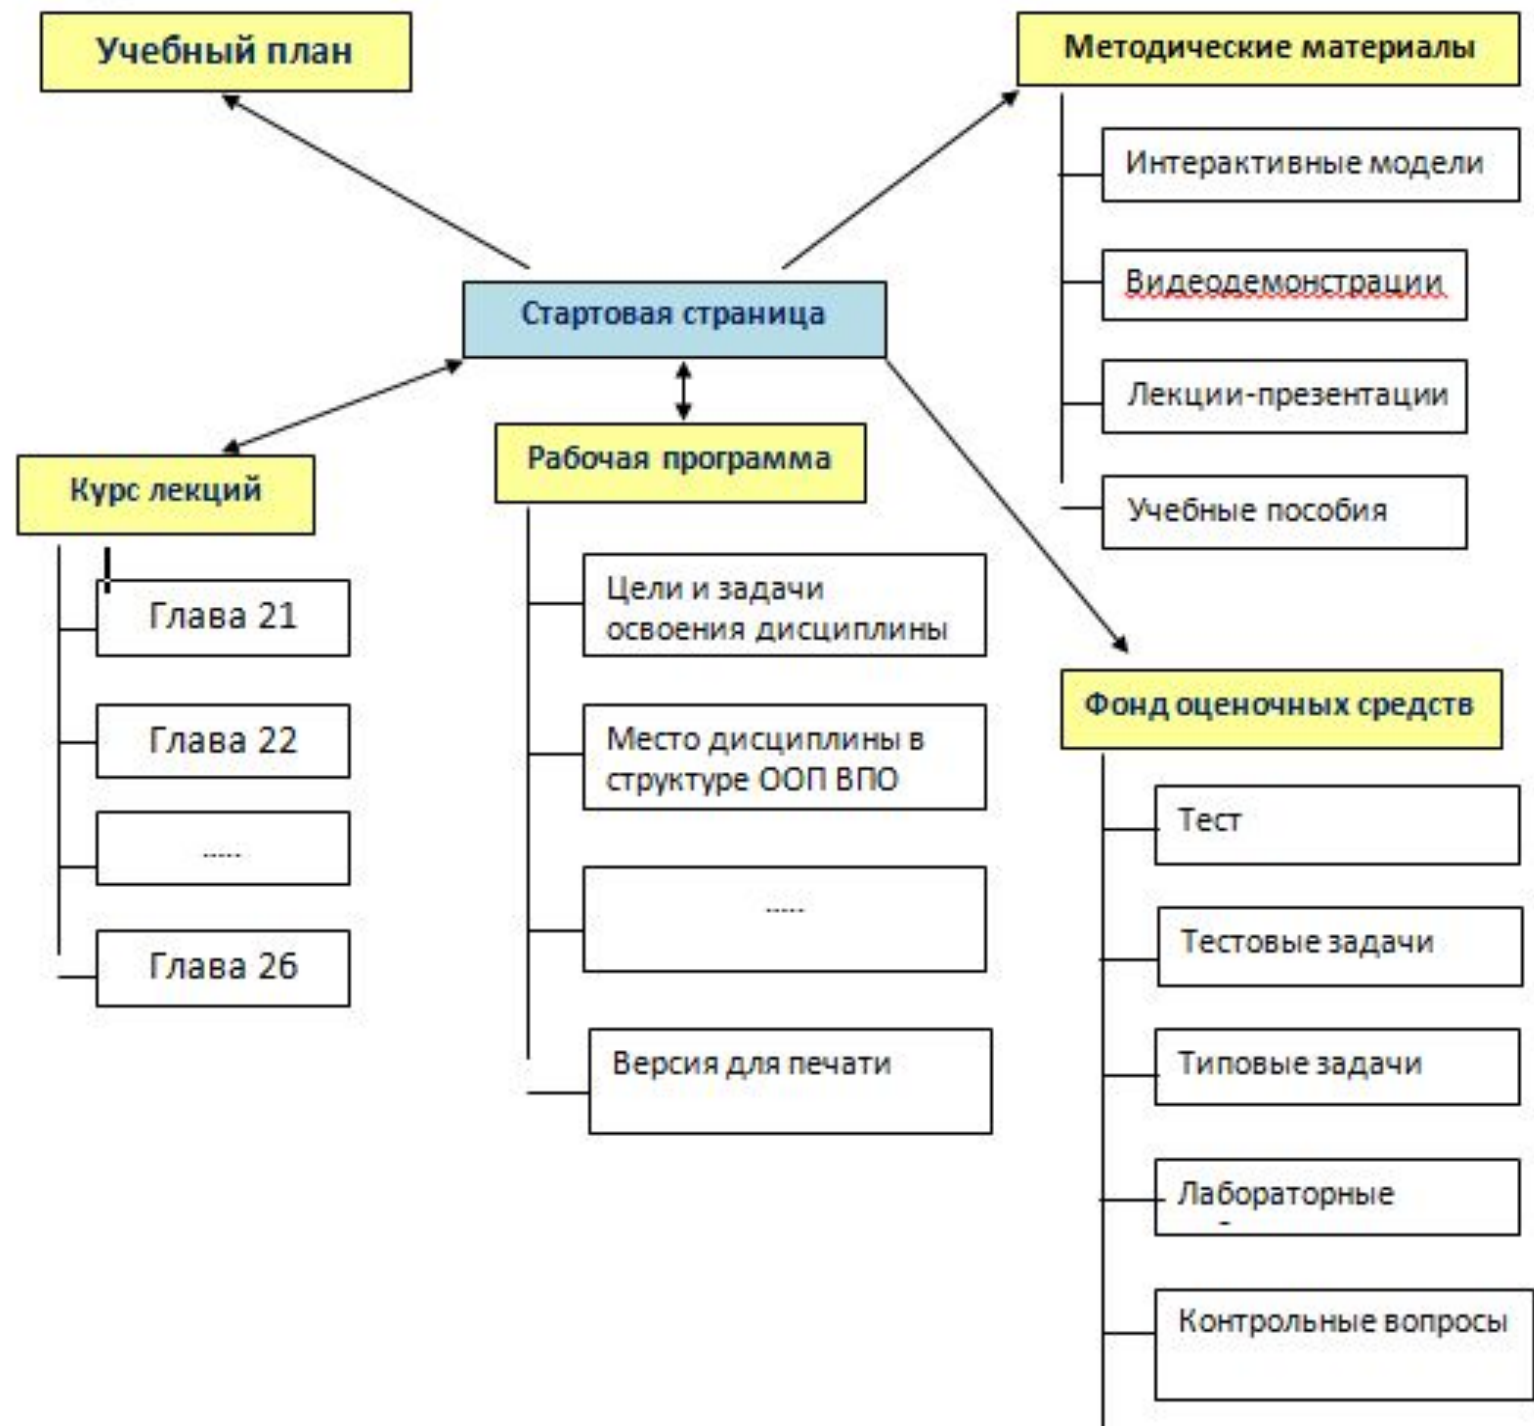 Учебный план
Методические материалы
Интерактивные модели
Видеодемонстрации
Лекции-презентации
Учебные пособия
Стартовая страница
Курс лекций
Глава 21
Глава 22
.....
Глава 26
Рабочая программа
Цели и задачи
освоения дисциплины
Место дисциплины в
структуре ООП ВПО
.....
Версия для печати
Фонд оценочных средств
Тест
Тестовые задачи
Типовые задачи
Лабораторные
Контрольные вопросы